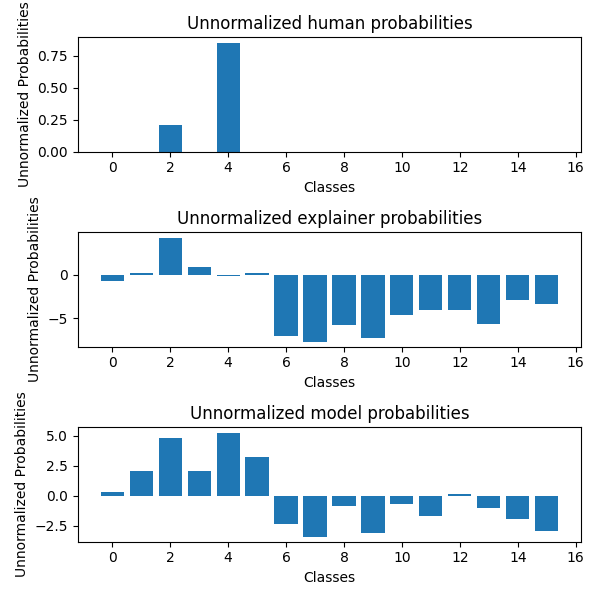 Unnormalized human probabilities
Unnormalized Probabilities
0.75
0.50
0.25
0.00
0 2 4 6 8 10 12 14 16
Classes
Unnormalized explainer probabilities
Unnormalized Probabilities
0
−5
0 2 4 6 8 10 12 14 16
Classes
Unnormalized model probabilities
Unnormalized Probabilities
5.0
2.5
0.0
−2.5
0 2 4 6 8 10 12 14 16
Classes